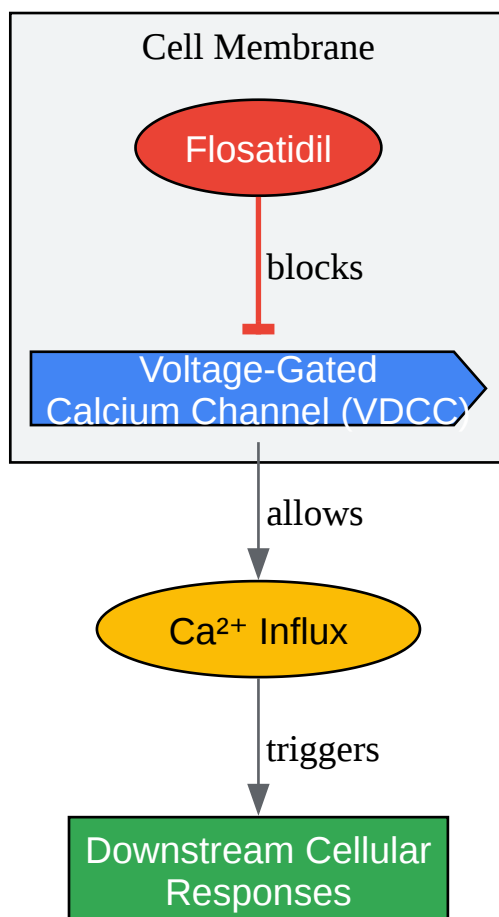 Cell Membrane
Flosatidil
blocks
Voltage-Gated
Calcium Channel (VDCC)
allows
Ca²⁺ Influx
triggers
Downstream Cellular
Responses